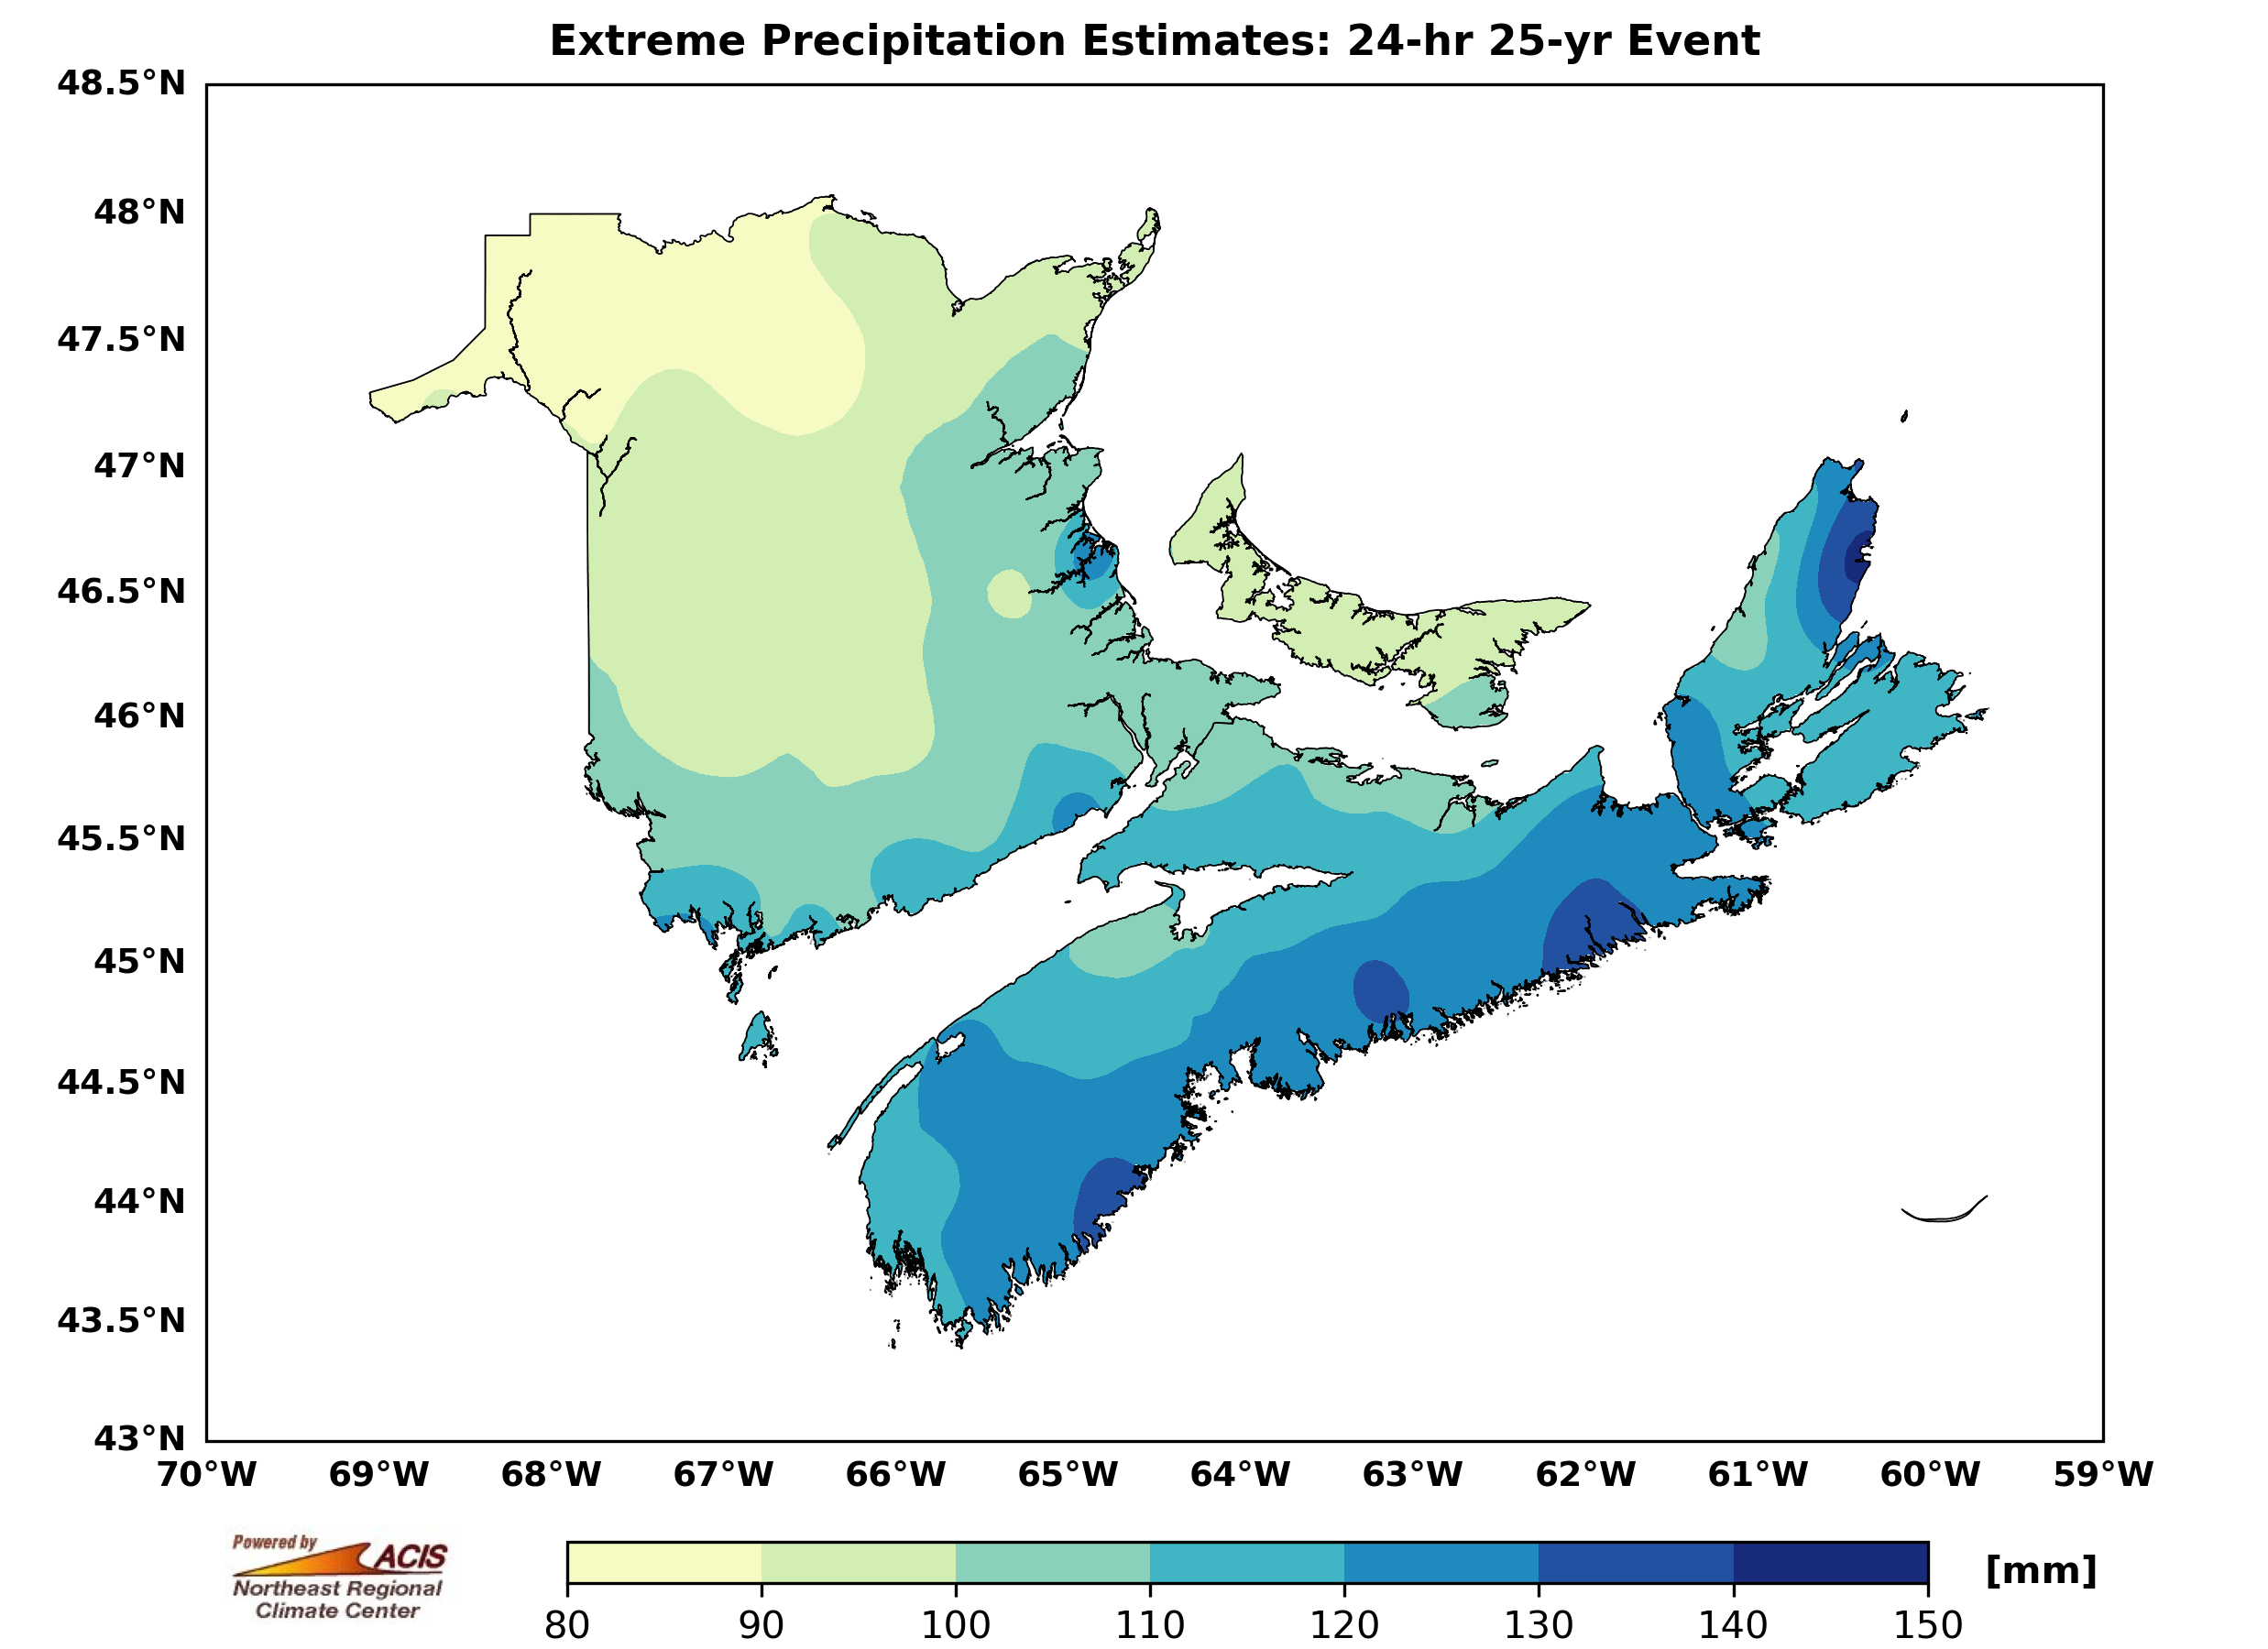 Extreme Precipitation Estimates: 24-hr 25-yr Event
48.5°N
48°N
47.5°N
47°N
46.5°N
46°N
45.5°N
45°N
44.5°N
44°N
43.5°N
43°N
70°W 69°W 68°W 67°W 66°W 65°W 64°W 63°W 62°W 61°W 60°W 59°W
Powered by
ACIS
Northeast Regional
Climate Center
[mm]
80 90 100 110 120 130 140 150